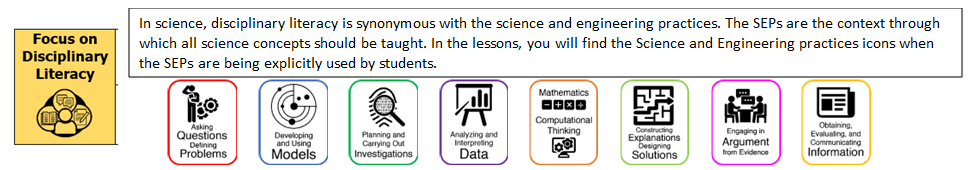 In science, disciplinary literacy is synonymous with the science and engineering practices. The SEPs are the context through
which all science concepts should be taught. In the lessons, you will find the Science and Engineering practices icons when
the SEPs are being explicitly used by students.
Focus on
Disciplinary
Literacy
Asking
Questions
Defining
Problems
Developing
and Using
Models
Planning and
Carrying Out
Investigations
Analyzing and
Interpreting
Data
Mathematics
Computational
Thinking
Constructing
Explanations
Designing
Solutions
Engaging in
Argument
from Evidence
Obtaining,
Evaluating, and
Communicating
Information